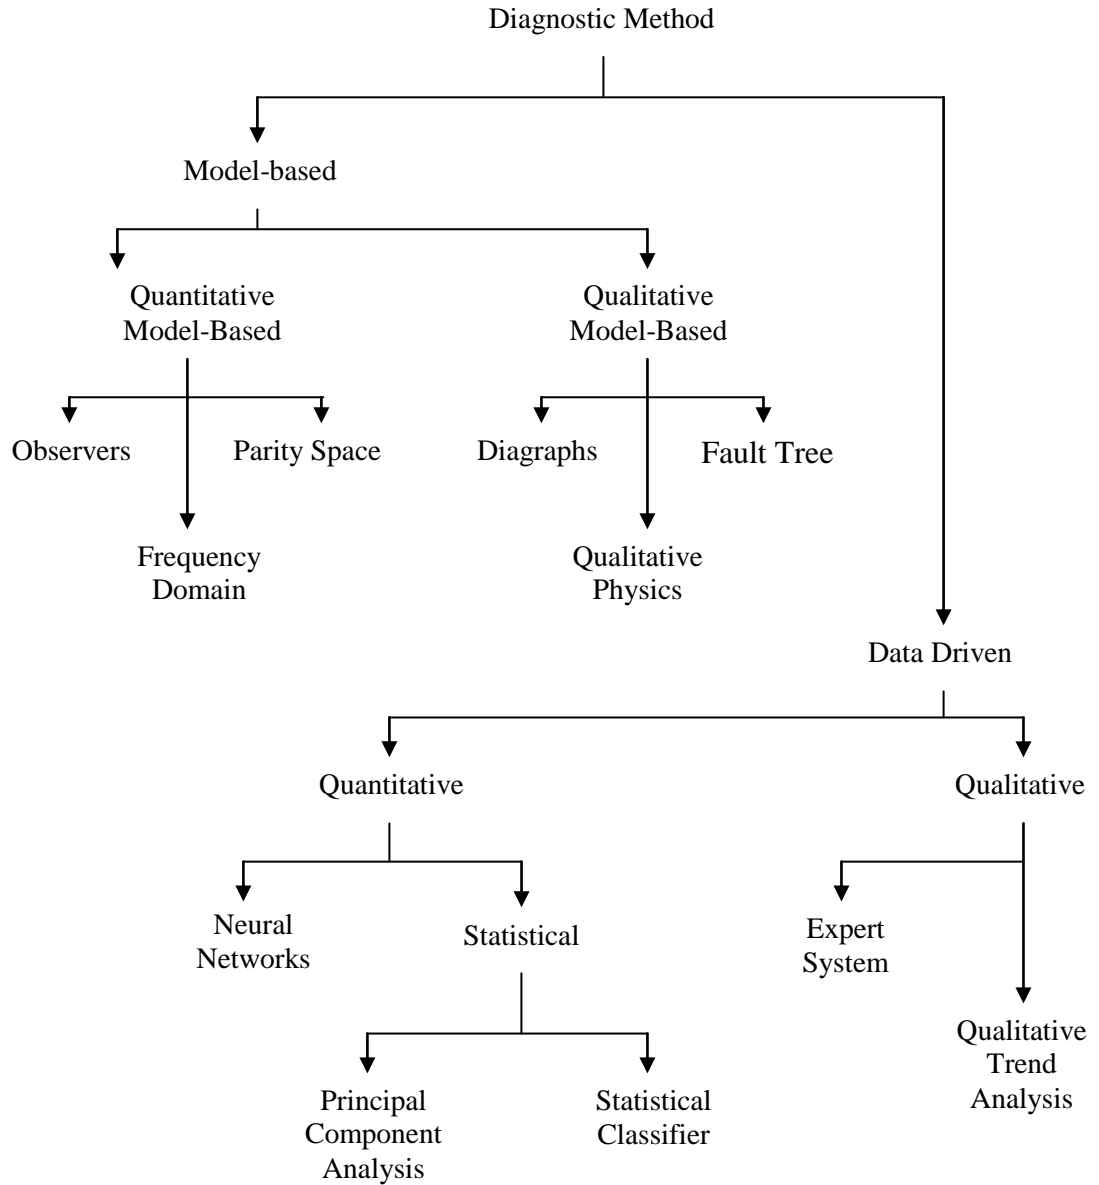 Diagnostic Method
Model-based
Quantitative
Model-Based
Qualitative
Model-Based
Observers
Parity Space
Diagraphs
Fault Tree
Frequency
Domain
Qualitative
Physics
Data Driven
Quantitative
Qualitative
Neural
Networks
Statistical
Expert
System
Principal
Component
Analysis
Statistical
Classifier
Qualitative
Trend
Analysis